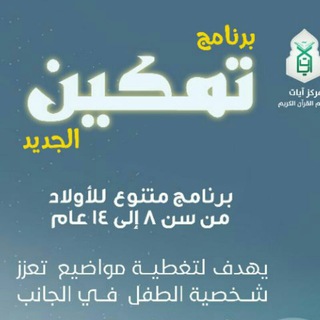 برنامج
تمكين
الجديد
مركز آيات
القرآن الكريم
برنامج متنوع للأولاد
من سن ٨ إلى ١٤ عام
يهدف لتغطية مواضيع تعزز
شخصية الطفل في الجانب